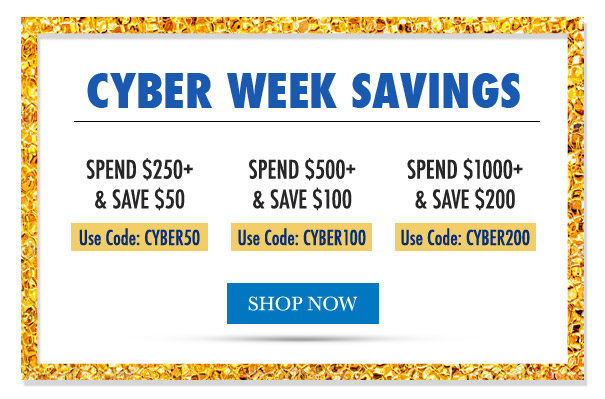 CYBER WEEK SAVINGS
SPEND $250+
& SAVE $50
Use Code: CYBER50
SPEND $500+
& SAVE $100
Use Code: CYBER100
SPEND $1000+
& SAVE $200
Use Code: CYBER200
SHOP NOW